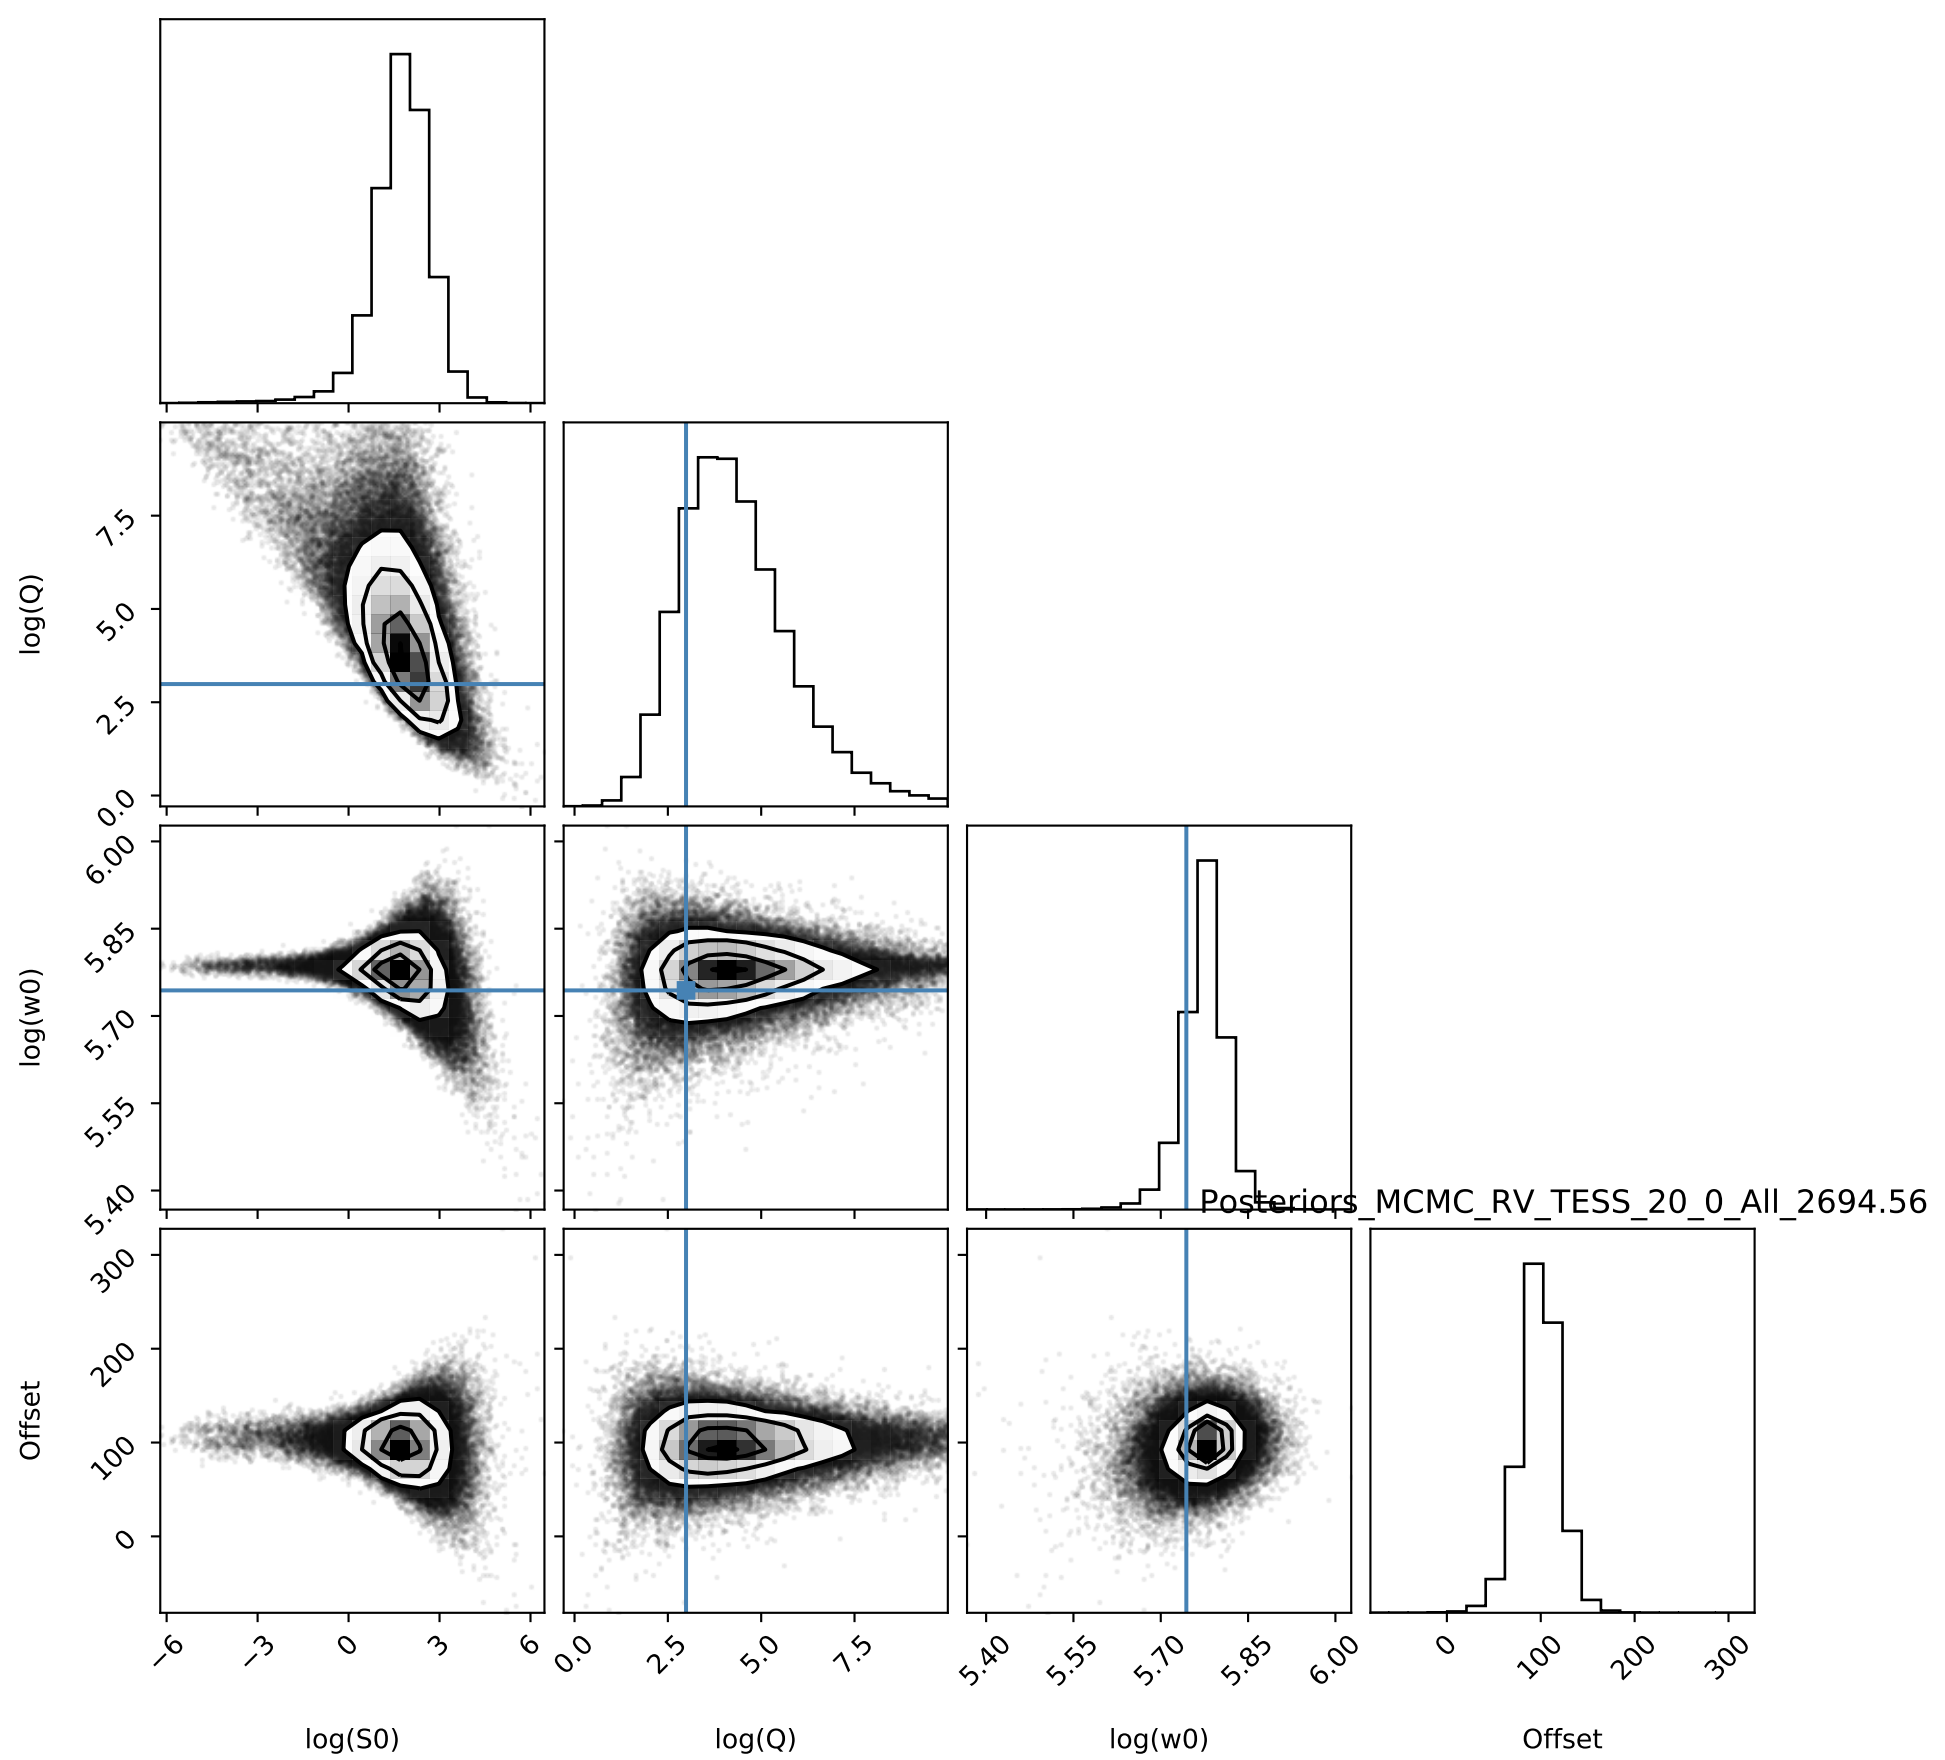 log(Q)
7.5
5.0
2.5
0.0
log(w0)
6.00
5.85
5.70
5.55
5.40
Posteriors_MCMC_RV_TESS_20_0_All_2694.56
Offset
300
200
100
0
−6 −3 0 3 6 0.0 2.5 5.0 7.5 5.40 5.55 5.70 5.85 6.00 0 100 200 300
log(S0) log(Q) log(w0) Offset